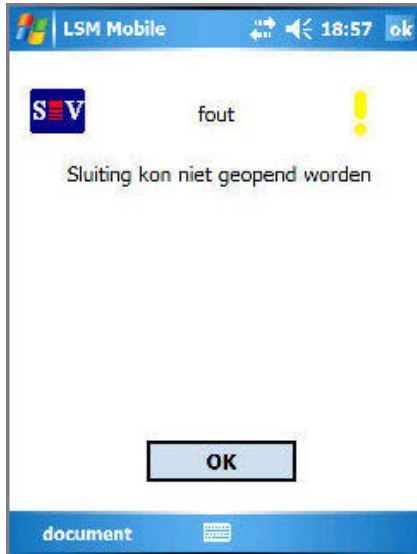 LSM Mobile 18:57 ok
S V fout
Sluiting kon niet geopend worden
OK
document